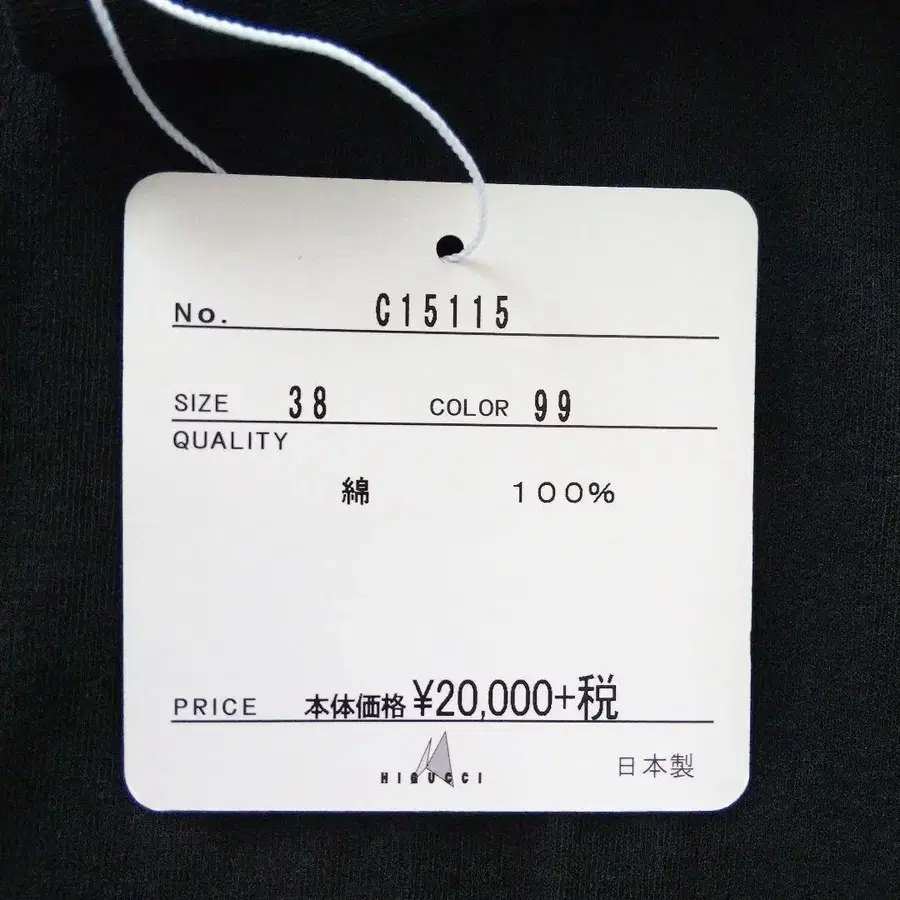 No. C15115
SIZE 38 COLOR 99
QUALITY
綿 100%
PRICE 本体価格 ¥20,000+税
HIGUCCI
日本製